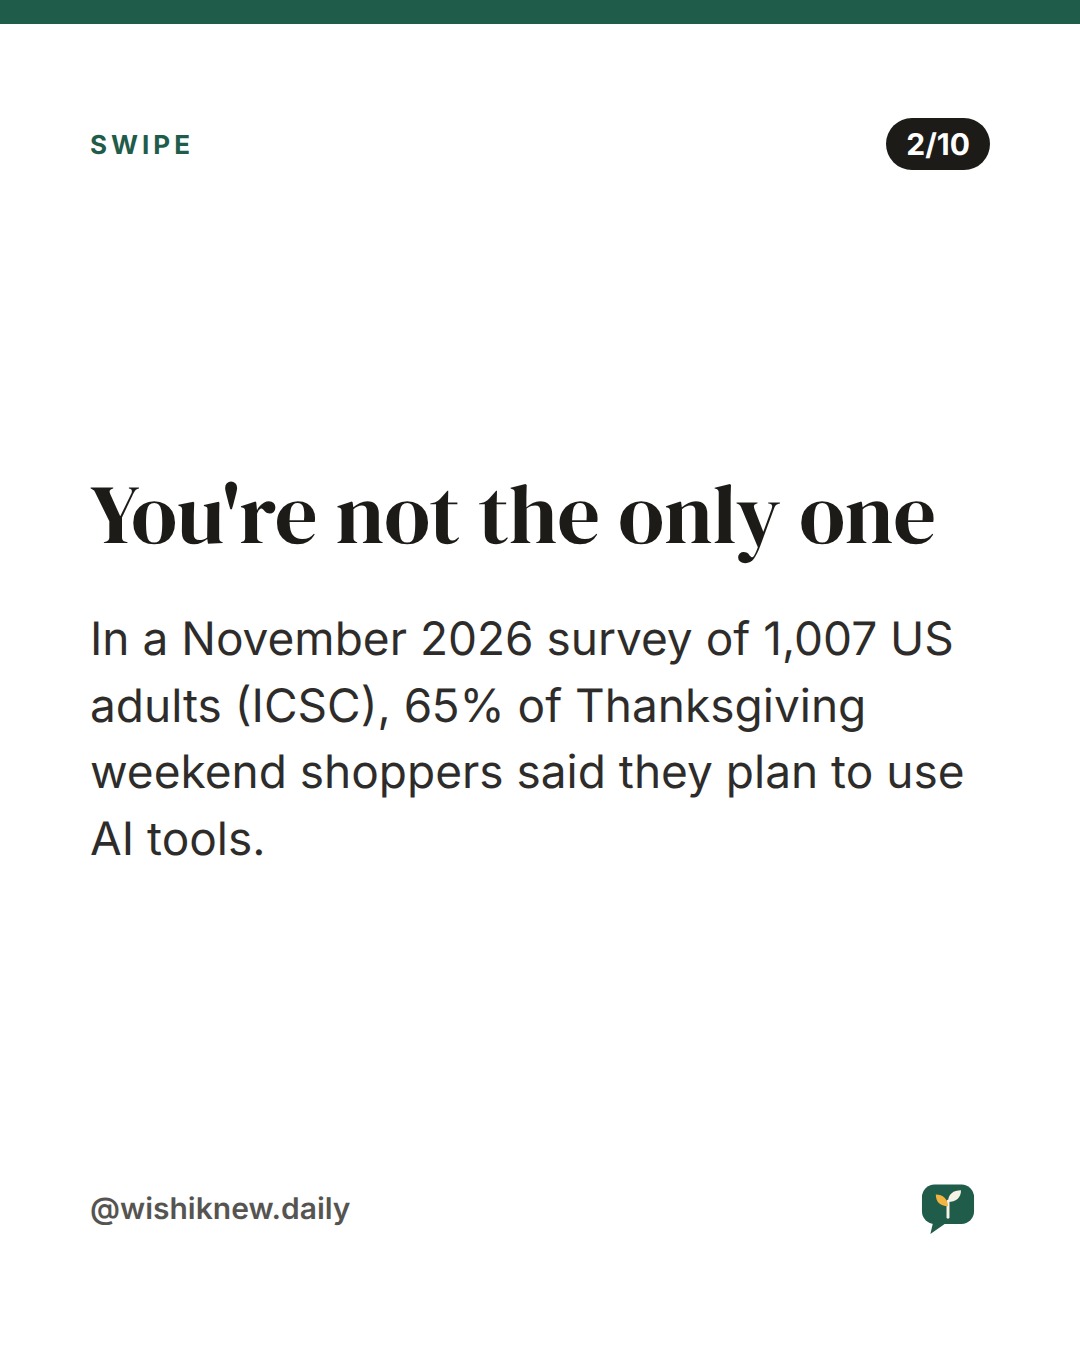 SWIPE
2/10
You're not the only one
In a November 2026 survey of 1,007 US
adults (ICSC), 65% of Thanksgiving
weekend shoppers said they plan to use
AI tools.
@wishiknew.daily